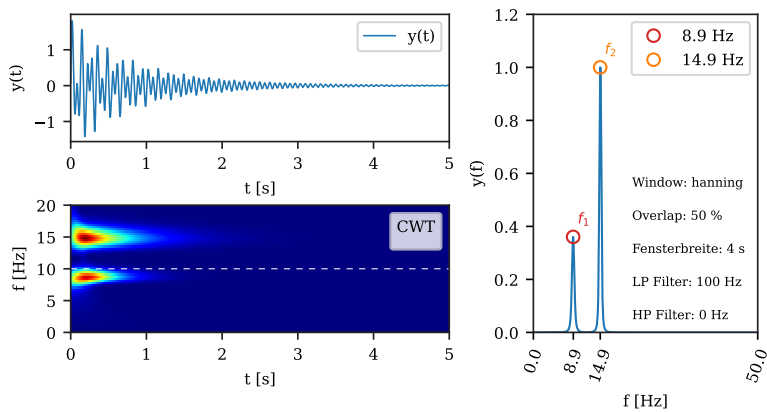 y(t)
1
0
−1
y(t)
0
1
2
3
4
5
t [s]
20
15
10
5
0
f [Hz]
CWT
0
1
2
3
4
5
t [s]
1.2
1.0
0.8
0.6
0.4
0.2
0.0
y(f)
8.9 Hz
14.9 Hz
f2
f1
Window: hanning
Overlap: 50 %
Fensterbreite: 4 s
LP Filter: 100 Hz
HP Filter: 0 Hz
0.0
8.9
14.9
50.0
f [Hz]